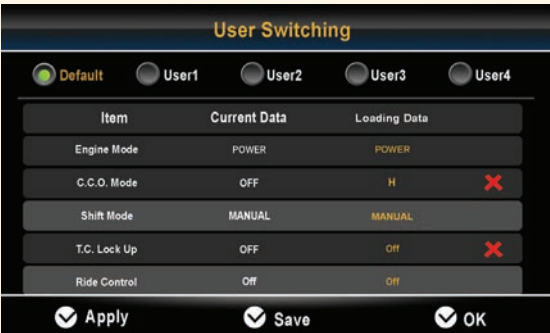 User Switching
Default User1 User2 User3 User4
Item Current Data Loading Data
Engine Mode POWER POWER
C.C.O. Mode OFF H
Shift Mode MANUAL MANUAL
T.C. Lock Up OFF Off
Ride Control Off Off
Apply Save OK